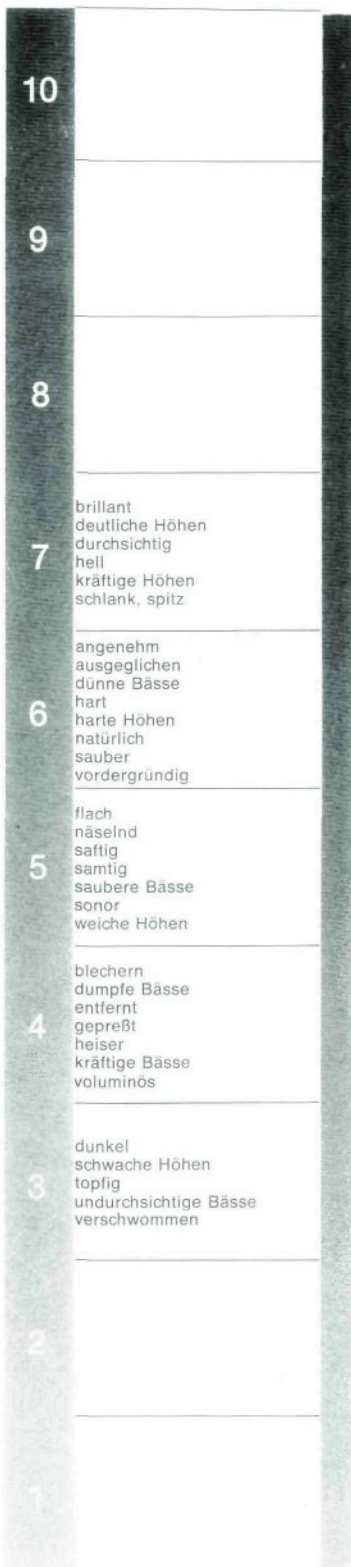 10
9
8
brillant
deutliche Höhen
durchsichtig
7
hell
kräftige Höhen
schlank, spitz
angenehm
ausgeglichen
dünne Bässe
6
hart
harte Höhen
natürlich
sauber
vordergründig
flach
näselnd
saftig
5
samtig
saubere Bässe
sonor
weiche Höhen
blechern
dumpfe Bässe
entfernt
4
gepreßt
heiser
kräftige Bässe
voluminös
dunkel
schwache Höhen
3
topfig
undurchsichtige Bässe
verschwommen
2
1